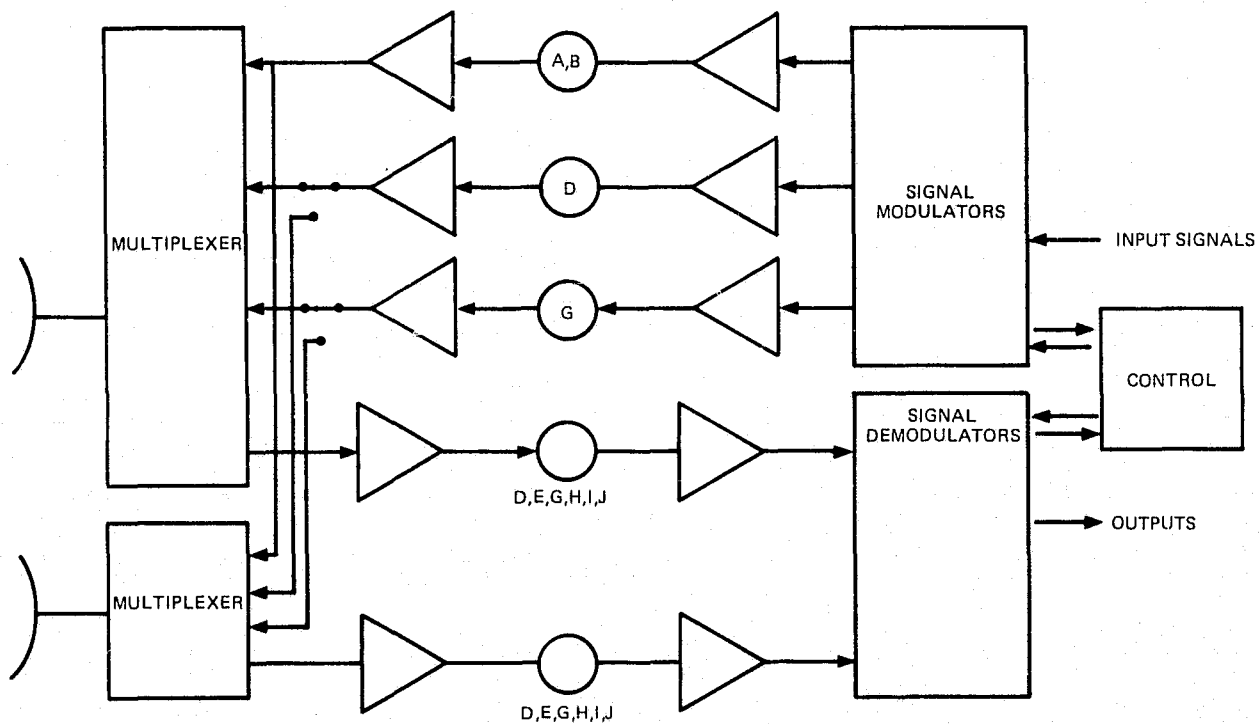 A,B
D
SIGNAL
MODULATORS
MULTIPLEXER
INPUT SIGNALS
G
CONTROL
SIGNAL
DEMODULATORS
D,E,G,H,I,J
OUTPUTS
MULTIPLEXER
D,E,G,H,I,J